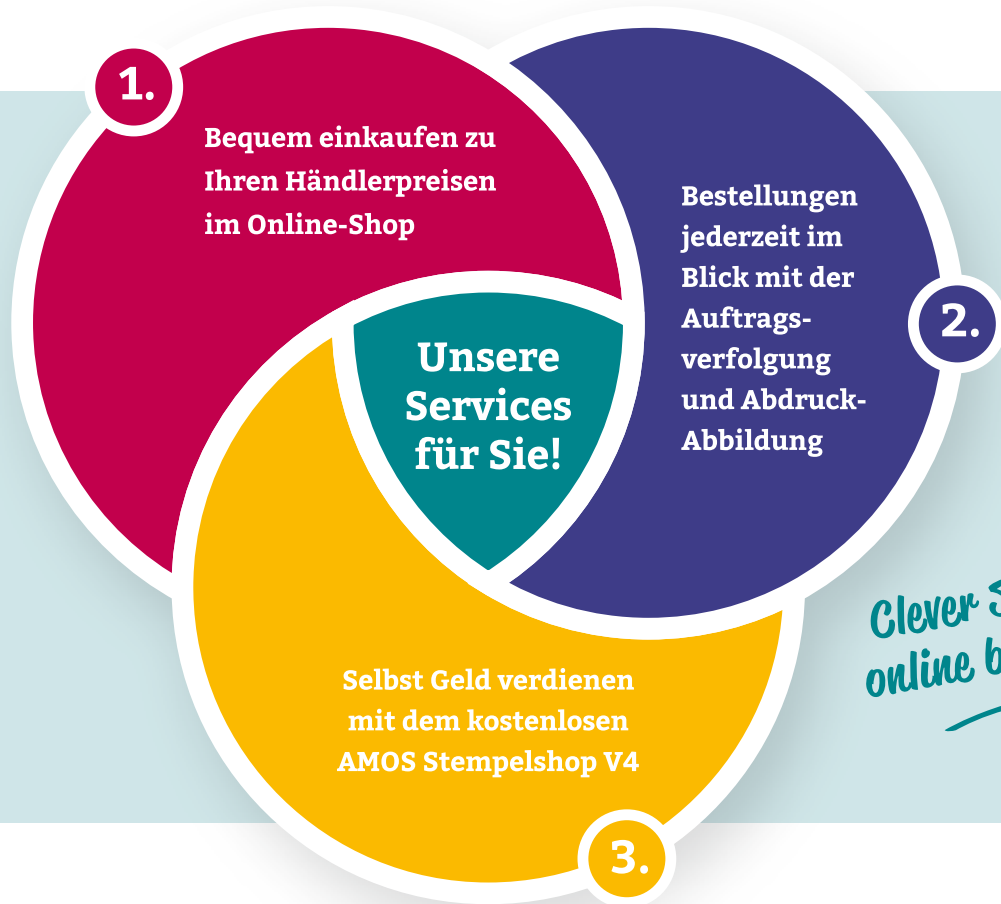 1.
Bequem einkaufen zu
Ihren Händlerpreisen
im Online-Shop
Bestellungen
jederzeit im
Blick mit der
Auftrags-
verfolgung
und Abdruck-
Abbildung
2.
Unsere
Services
für Sie!
Selbst Geld verdienen
mit dem kostenlosen
AMOS Stempelshop V4
3.
Clever
online